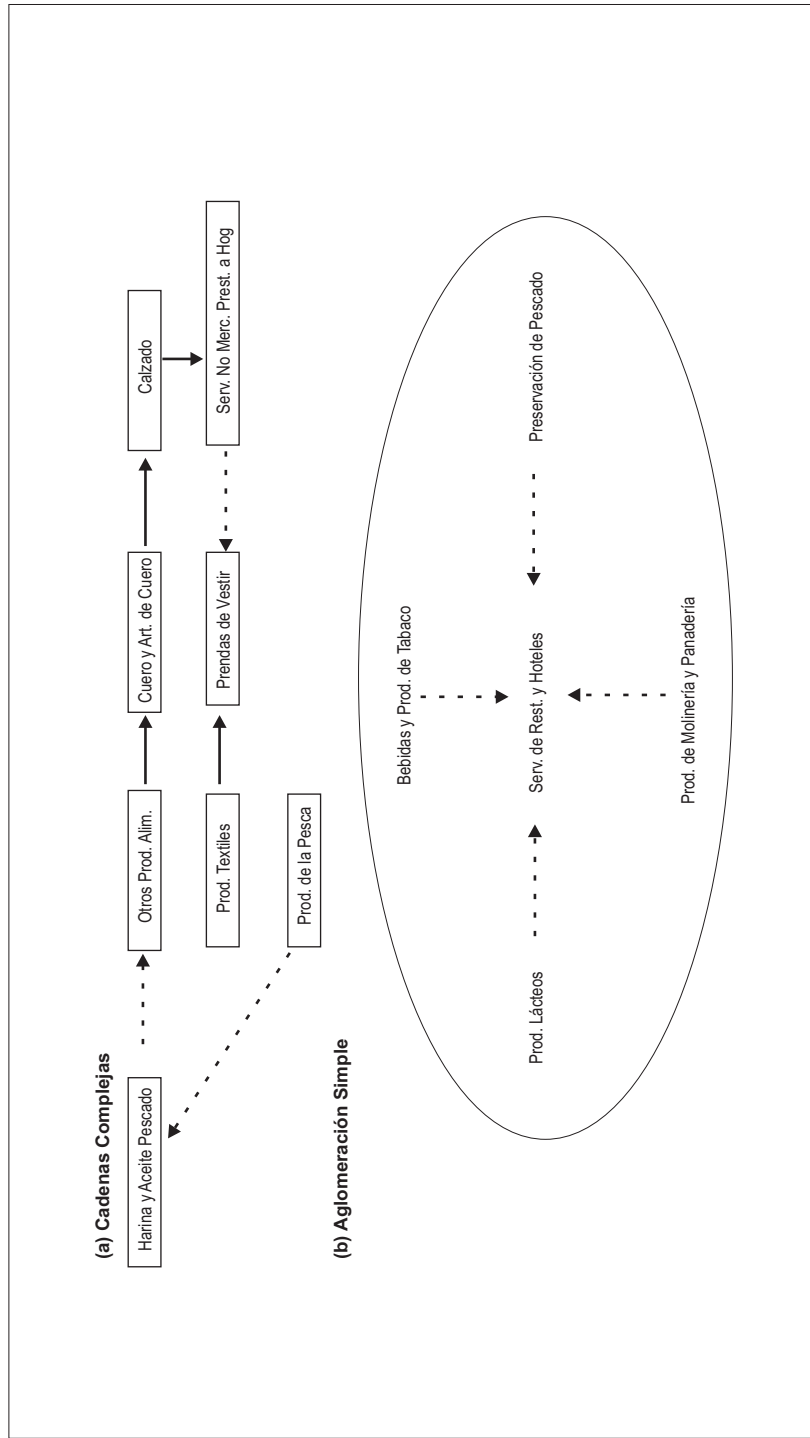 (a) Cadenas Complejas
Harina y Aceite Pescado
Otros Prod. Alim.
Cuero y Art. de Cuero
Calzado
Prod. Textiles
Prendas de Vestir
Serv. No Merc. Prest. a Hog
Prod. de la Pesca
(b) Aglomeración Simple
Bebidas y Prod. de Tabaco
Prod. Lácteos
Serv. de Rest. y Hoteles
Preservación de Pescado
Prod. de Molinería y Panadería